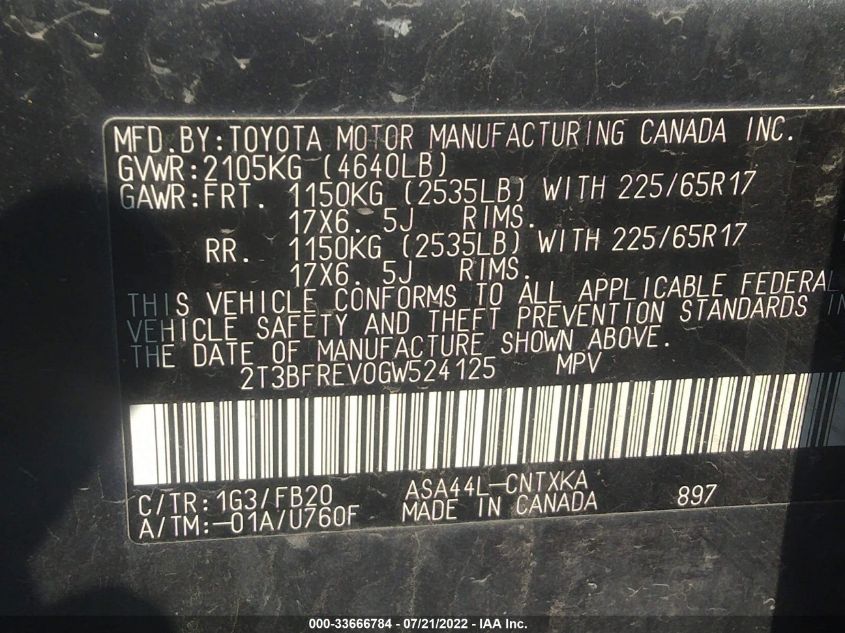 MFD.BY:TOYOTA MOTOR MANUFACTURING CANADA INC.
GVWR:2105KG (4640LB)
GAWR:FRT. 1150KG (2535LB) WITH 225/65R17
17X6. 5J RIMS.
RR. 1150KG (2535LB) WITH 225/65R17
17X6. 5J RIMS.
THIS VEHICLE CONFORMS TO ALL APPLICABLE FEDERAL
VEHICLE SAFETY AND THEFT PREVENTION STANDARDS IN
THE DATE OF MANUFACTURE SHOWN ABOVE.
2T3BFREV0GW524125 MPV
C/TR:1G3/FB20 ASA44L-CNTXKA
A/TM:-01A/U760F MADE IN CANADA 897
000-33666784 - 07/21/2022 - IAA Inc.